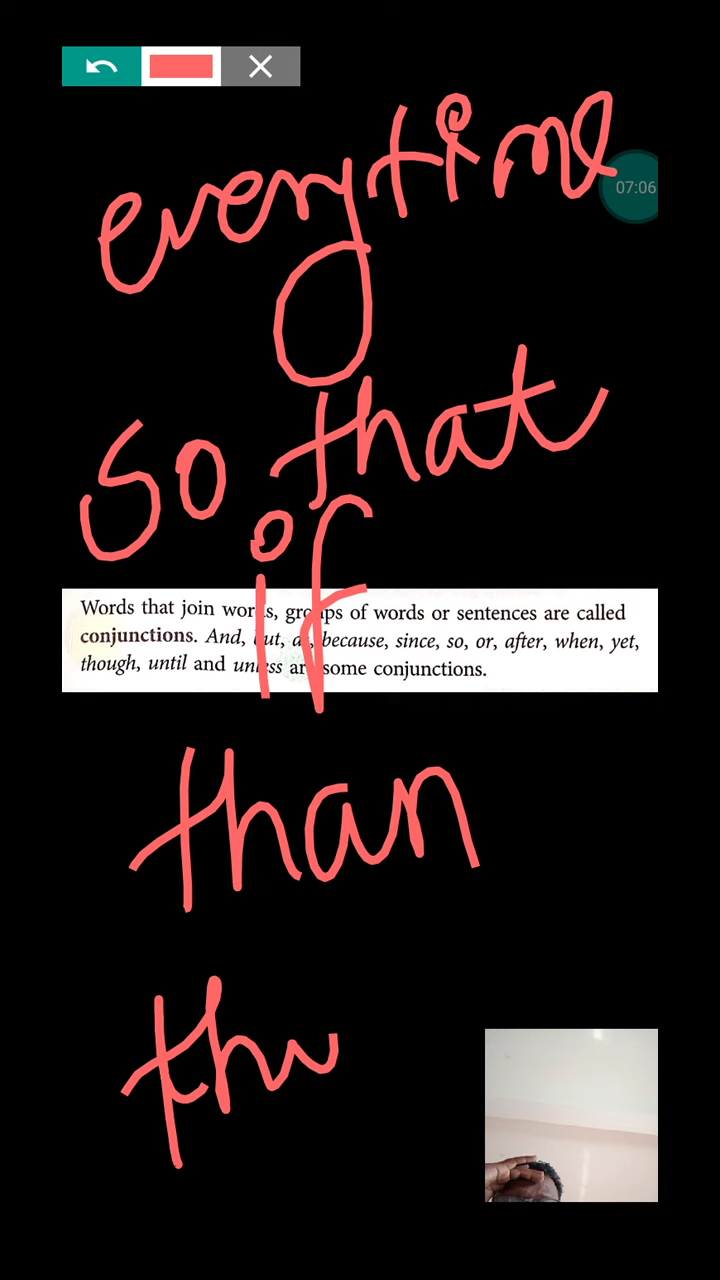 everytime
07:06
so that
if
Words that join words, groups of words or sentences are called
conjunctions. And, but, as, because, since, so, or, after, when, yet,
though, until and unless are some conjunctions.
than